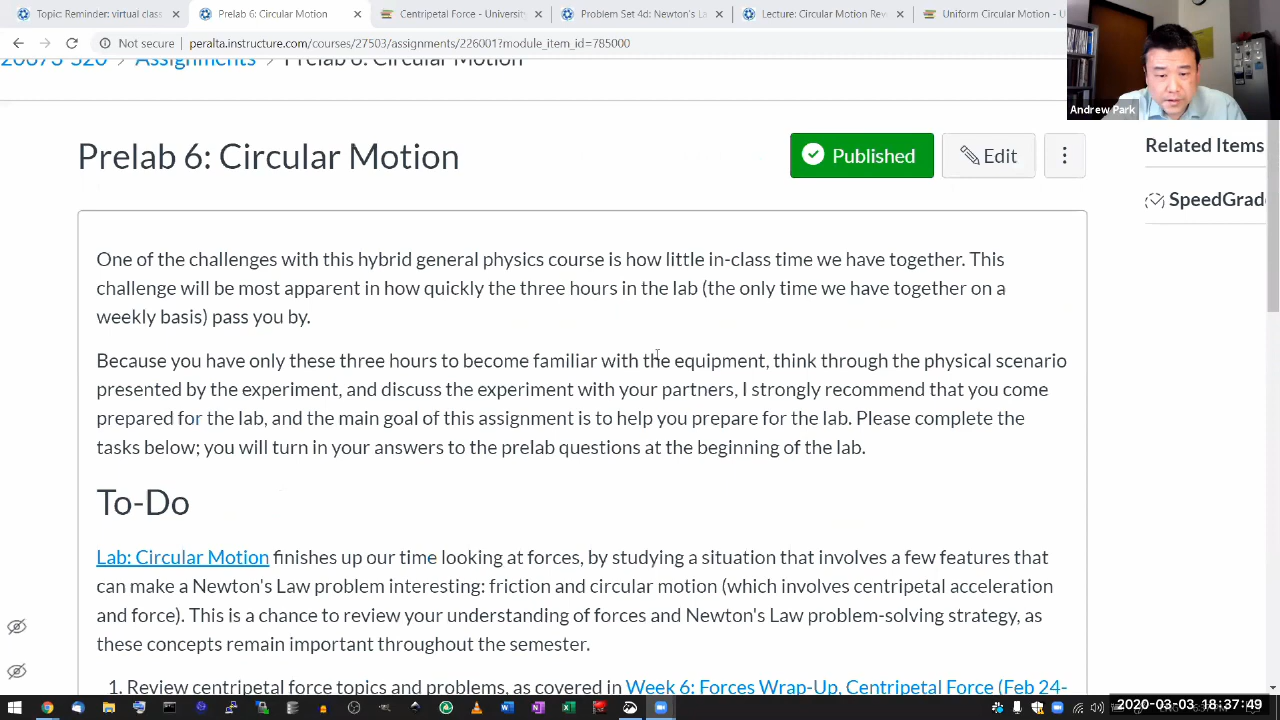 Topic: Reminder: virtual class
Prelab 6: Circular Motion
Centripetal Force - University
Problem Set 4d: Newton's La
Lecture: Circular Motion Rev
Uniform Circular Motion - U
Not secure
peralta.instructure.com/courses/27503/assignments/
module_item_id=785000
Assignments > Prelab 6: Circular Motion
Andrew Park
Prelab 6: Circular Motion
Published
Edit
Related Items
SpeedGrad
One of the challenges with this hybrid general physics course is how little in-class time we have together. This
challenge will be most apparent in how quickly the three hours in the lab (the only time we have together on a
weekly basis) pass you by.
Because you have only these three hours to become familiar with the equipment, think through the physical scenario
presented by the experiment, and discuss the experiment with your partners, I strongly recommend that you come
prepared for the lab, and the main goal of this assignment is to help you prepare for the lab. Please complete the
tasks below; you will turn in your answers to the prelab questions at the beginning of the lab.
To-Do
Lab: Circular Motion finishes up our time looking at forces, by studying a situation that involves a few features that
can make a Newton's Law problem interesting: friction and circular motion (which involves centripetal acceleration
and force). This is a chance to review your understanding of forces and Newton's Law problem-solving strategy, as
these concepts remain important throughout the semester.
1. Review centripetal force topics and problems, as covered in Week 6: Forces Wrap-Up, Centripetal Force (Feb 24-
2020-03-03 18:37:49